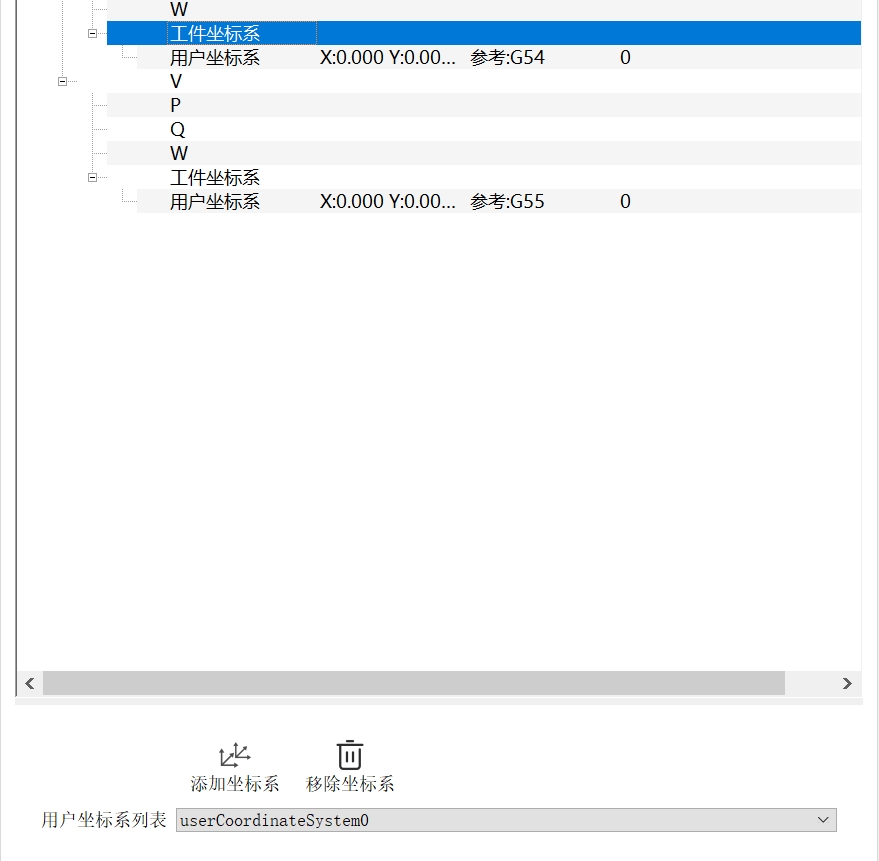 W
工件坐标系
用户坐标系 X:0.000 Y:0.00... 参考:G54 0
V
P
Q
W
工件坐标系
用户坐标系 X:0.000 Y:0.00... 参考:G55 0
添加坐标系 移除坐标系
用户坐标系列表 userCoordinateSystem0